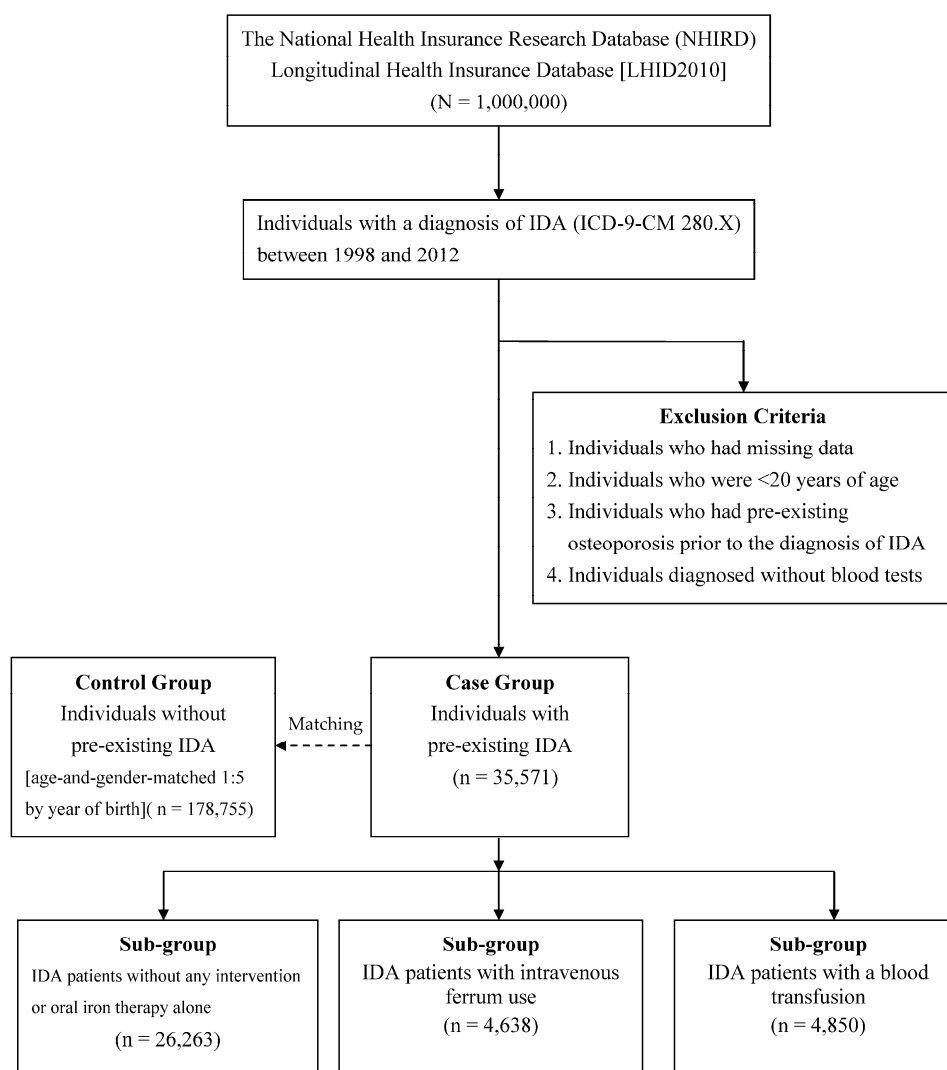 The National Health Insurance Research Database (NHIRD)
Longitudinal Health Insurance Database [LHID2010]
(N = 1,000,000)
Individuals with a diagnosis of IDA (ICD-9-CM 280.X)
between 1998 and 2012
Exclusion Criteria
1. Individuals who had missing data
2. Individuals who were <20 years of age
3. Individuals who had pre-existing
osteoporosis prior to the diagnosis of IDA
4. Individuals diagnosed without blood tests
Control Group
Individuals without
pre-existing IDA
[age-and-gender-matched 1:5
by year of birth]( n = 178,755)
Matching
Case Group
Individuals with
pre-existing IDA
(n = 35,571)
Sub-group
IDA patients without any intervention
or oral iron therapy alone
(n = 26,263)
Sub-group
IDA patients with intravenous
ferrum use
(n = 4,638)
Sub-group
IDA patients with a blood
transfusion
(n = 4,850)